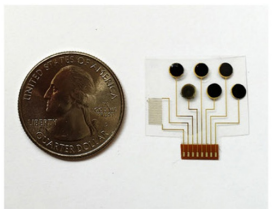 UNITED STATES OF AMERICA
LIBERTY
QUARTER DOLLAR